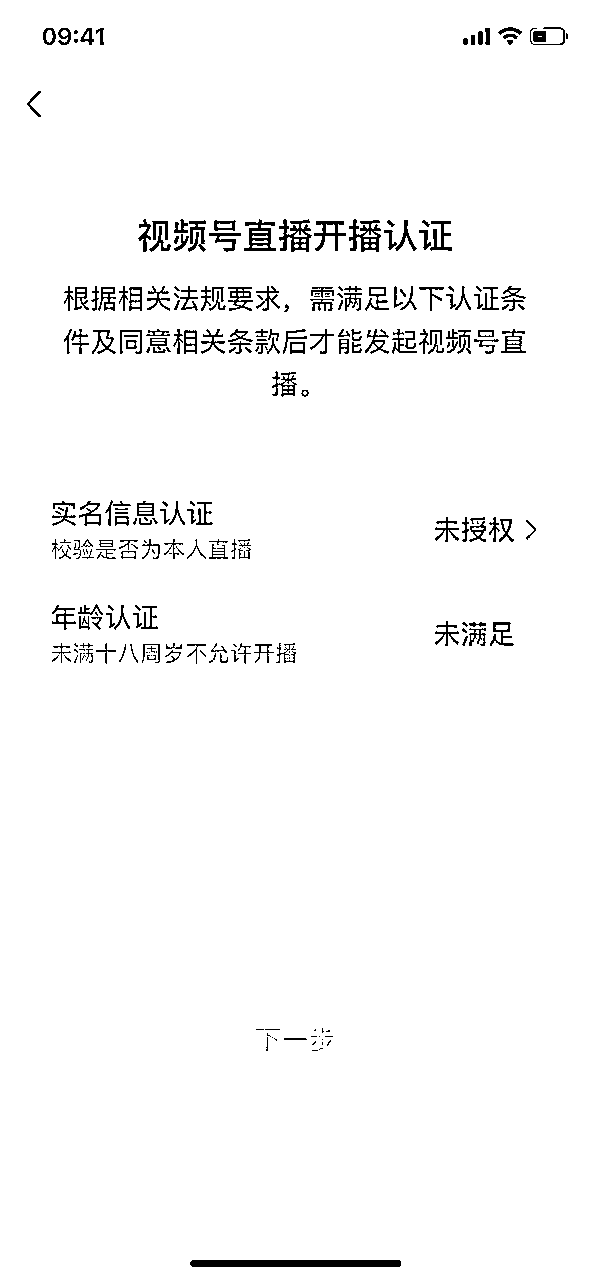 09:41
视频号直播开播认证
根据相关法规要求，需满足以下认证条
件及同意相关条款后才能发起视频号直
播。
实名信息认证
未授权
校验是否为本人直播
年龄认证
未满足
未满十八周岁不允许开播
下一步